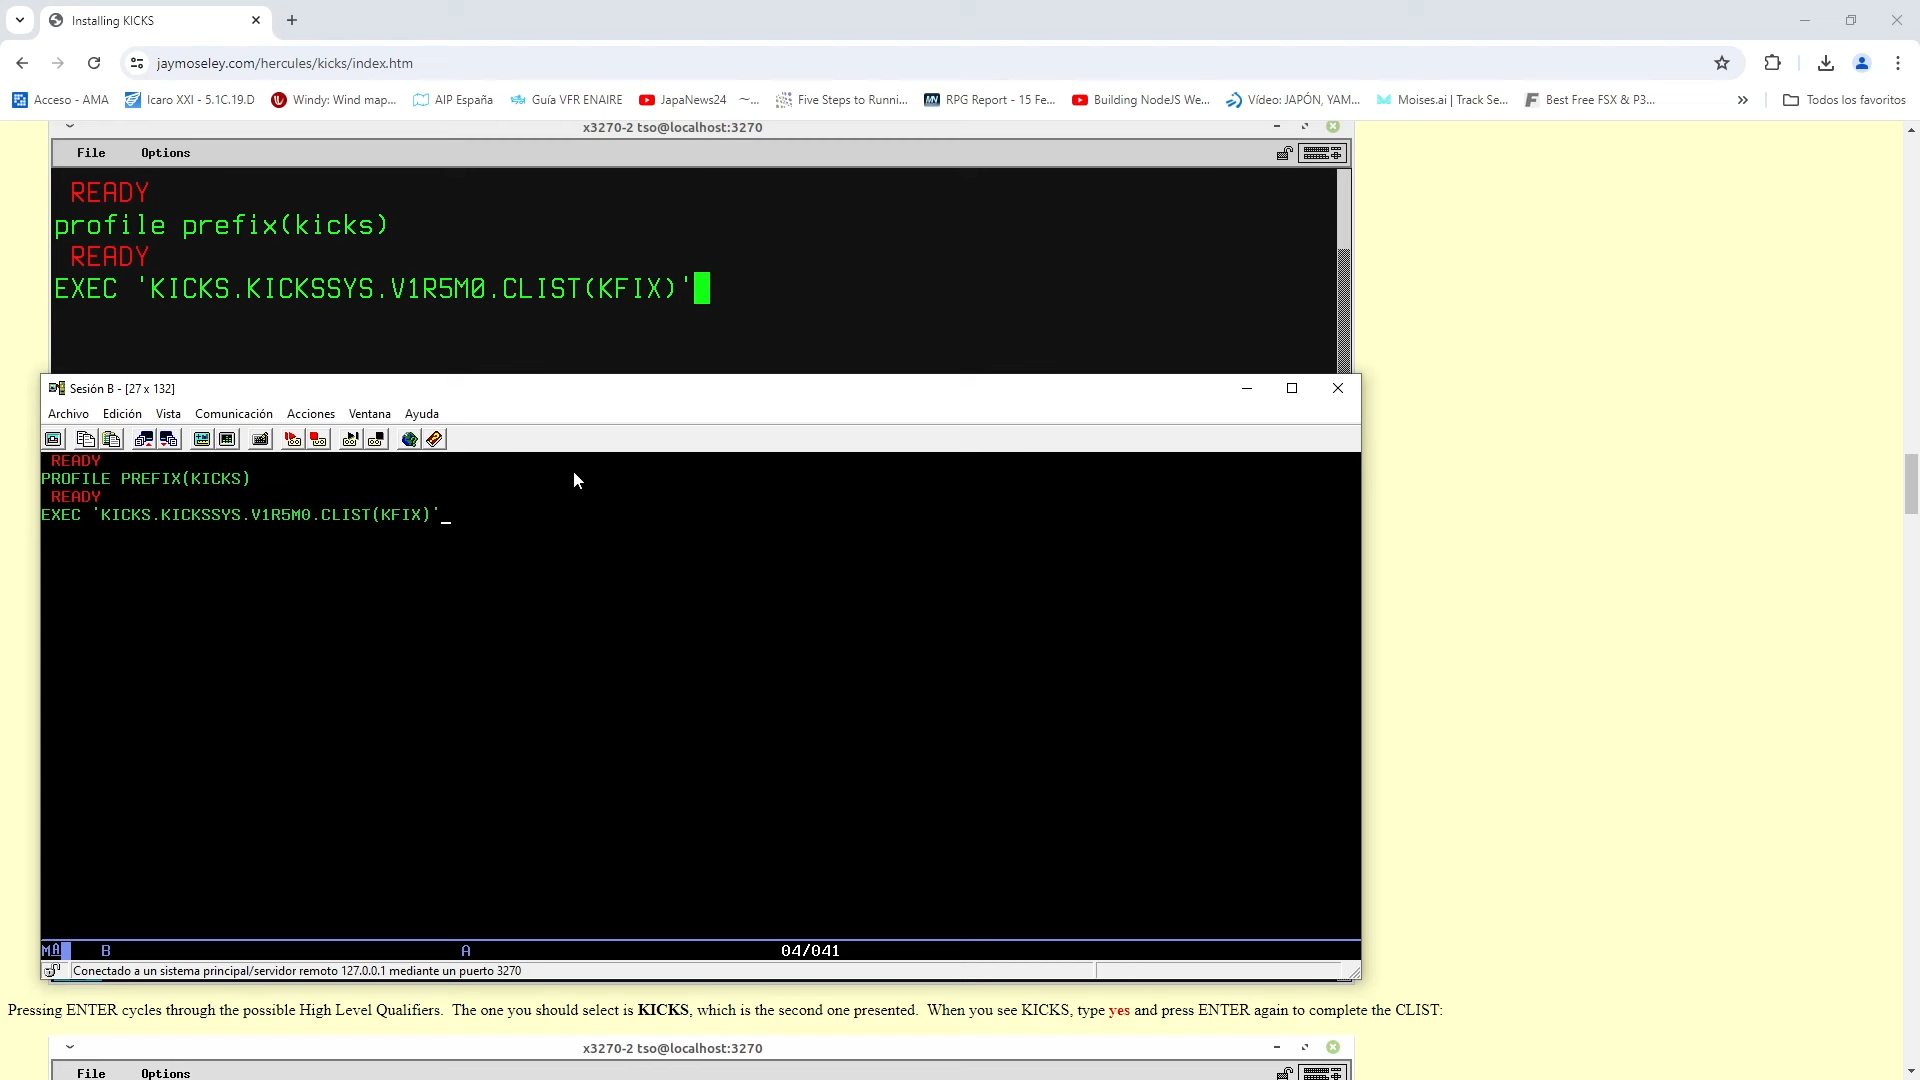 Installing KICKS
jaymoseley.com/hercules/kicks/index.htm
Acceso - AMA
Icaro XXI - 5.1C.19.D
Windy: Wind map...
AIP España
Guía VFR ENAIRE
JapaNews24 ～...
Five Steps to Runni...
RPG Report - 15 Fe...
Building NodeJS We...
Vídeo: JAPÓN, YAM...
Moises.ai | Track Se...
Best Free FSX & P3...
»
Todos los favoritos
x3270-2 tso@localhost:3270
File Options
READY
profile prefix(kicks)
READY
EXEC 'KICKS.KICKSSYS.V1R5M0.CLIST(KFIX)'
Sesión B - [27 x 132]
Archivo Edición Vista Comunicación Acciones Ventana Ayuda
READY
PROFILE PREFIX(KICKS)
READY
EXEC 'KICKS.KICKSSYS.V1R5M0.CLIST(KFIX)'
MA B A 04/041
Conectado a un sistema principal/servidor remoto 127.0.0.1 mediante un puerto 3270
Pressing ENTER cycles through the possible High Level Qualifiers. The one you should select is KICKS, which is the second one presented. When you see KICKS, type yes and press ENTER again to complete the CLIST:
x3270-2 tso@localhost:3270
File Options